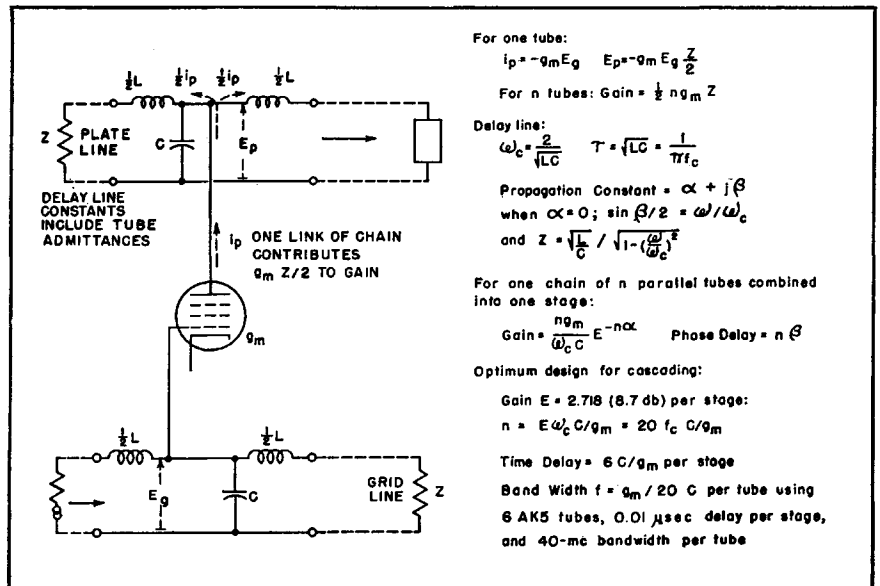 ½L ½ip ½ip ½L
Z PLATE LINE C Ep
DELAY LINE
CONSTANTS
INCLUDE TUBE
ADMITTANCES
ip ONE LINK OF CHAIN
CONTRIBUTES
gm Z/2 TO GAIN
gm
½L ½L
Eg C GRID LINE Z
For one tube:
ip = -gm Eg Ep = -gm Eg Z/2
For n tubes: Gain = ½ ngm Z
Delay line:
ωc = 2/√LC τ = √LC = 1/πfc
Propagation Constant = α + jβ
when α = 0; sin β/2 = ω/ωc
and Z = √L/C / √1-(ω/ωc)²
For one chain of n parallel tubes combined
into one stage:
Gain = ngm/ωc C E^-nα Phase Delay = n β
Optimum design for cascading:
Gain E = 2.718 (8.7 db) per stage:
n = Eωc C/gm = 20 fc C/gm
Time Delay = 6 C/gm per stage
Band Width f = gm / 20 C per tube using
6 AK5 tubes, 0.01 μsec delay per stage,
and 40-mc bandwidth per tube